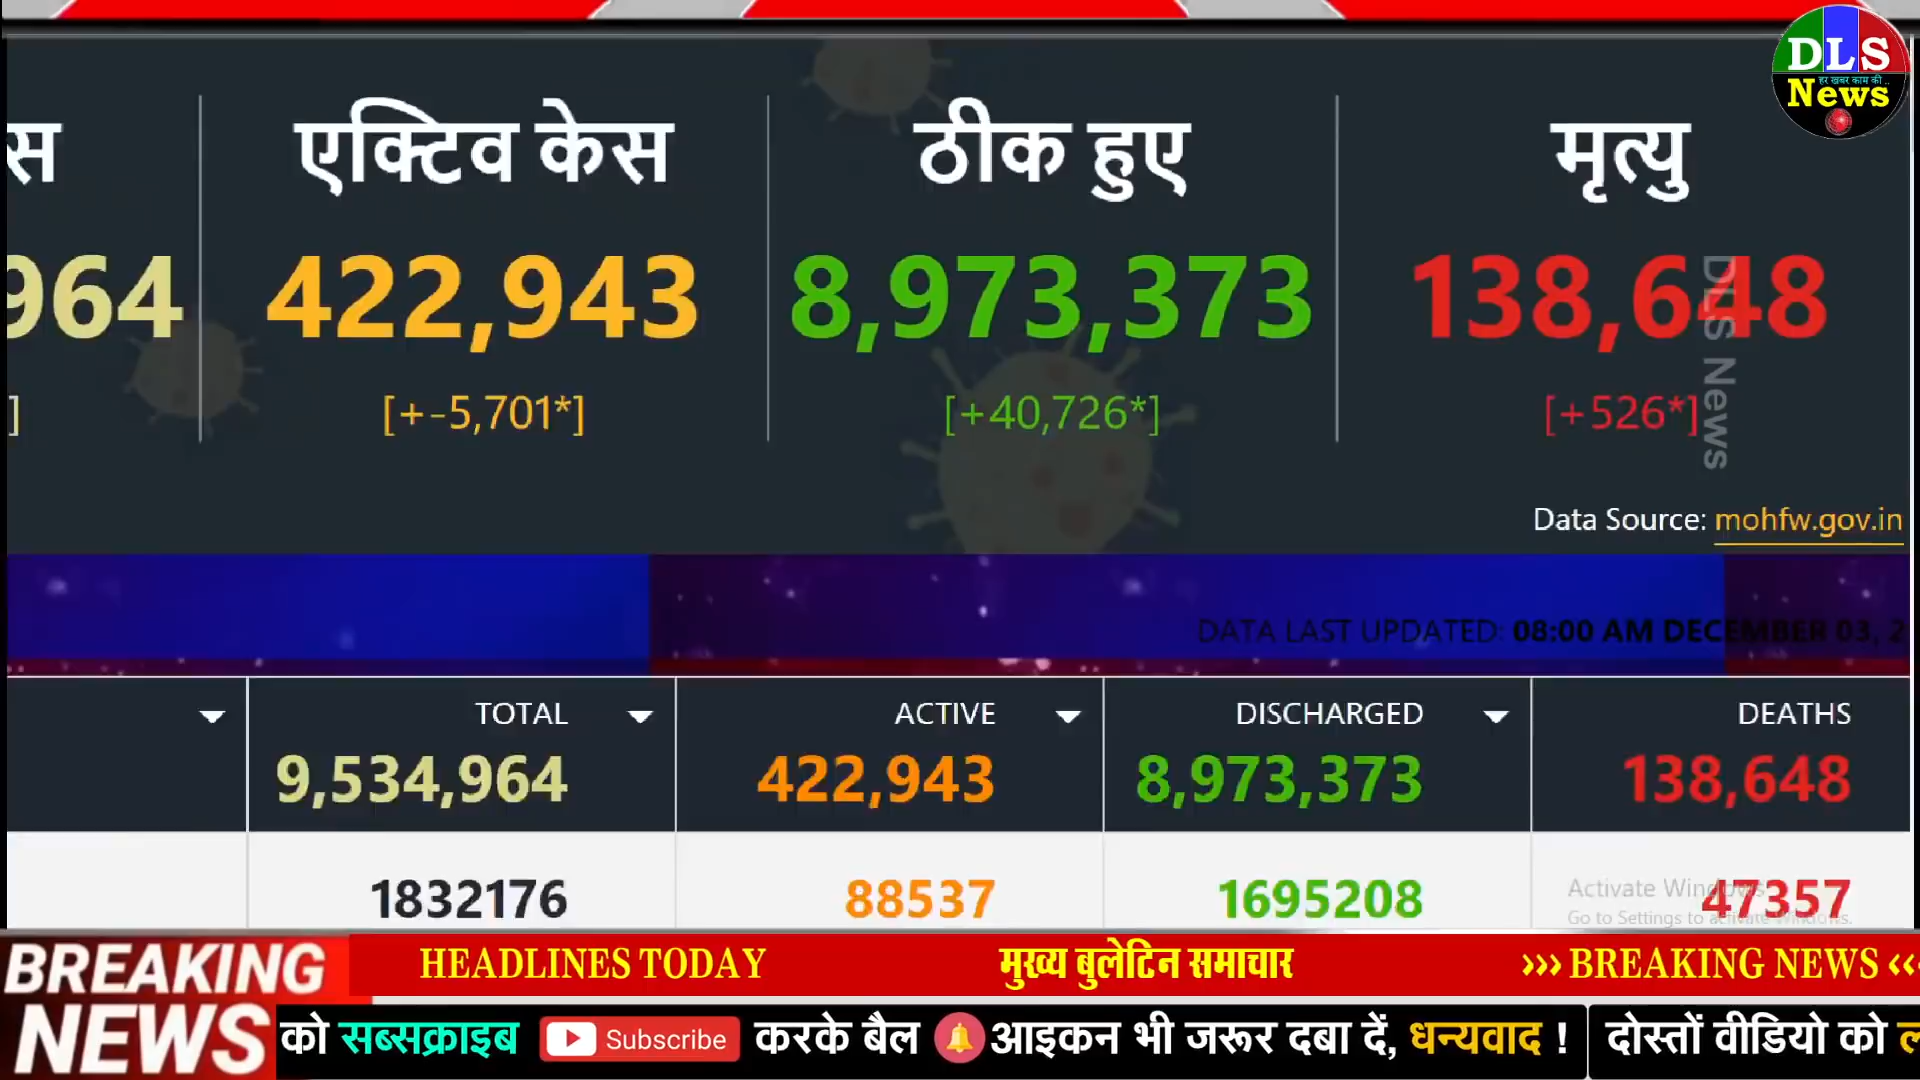 DLS
हर खबर काम की..
News
स
एक्टिव केस
ठीक हुए
मृत्यु
964
422,943
8,973,373
138,648
]
[+-5,701*]
[+40,726*]
[+526*]
DLS News
Data Source: mohfw.gov.in
DATA LAST UPDATED: 08:00 AM DECEMBER 03, 2
TOTAL
ACTIVE
DISCHARGED
DEATHS
9,534,964
422,943
8,973,373
138,648
1832176
88537
1695208
47357
Activate Windows
Go to Settings to activate Windows.
BREAKING
NEWS
HEADLINES TODAY
मुख्य बुलेटिन समाचार
››› BREAKING NEWS ‹‹
को सब्सक्राइब
Subscribe
करके बैल
आइकन भी जरूर दबा दें, धन्यवाद !
दोस्तों वीडियो को ल